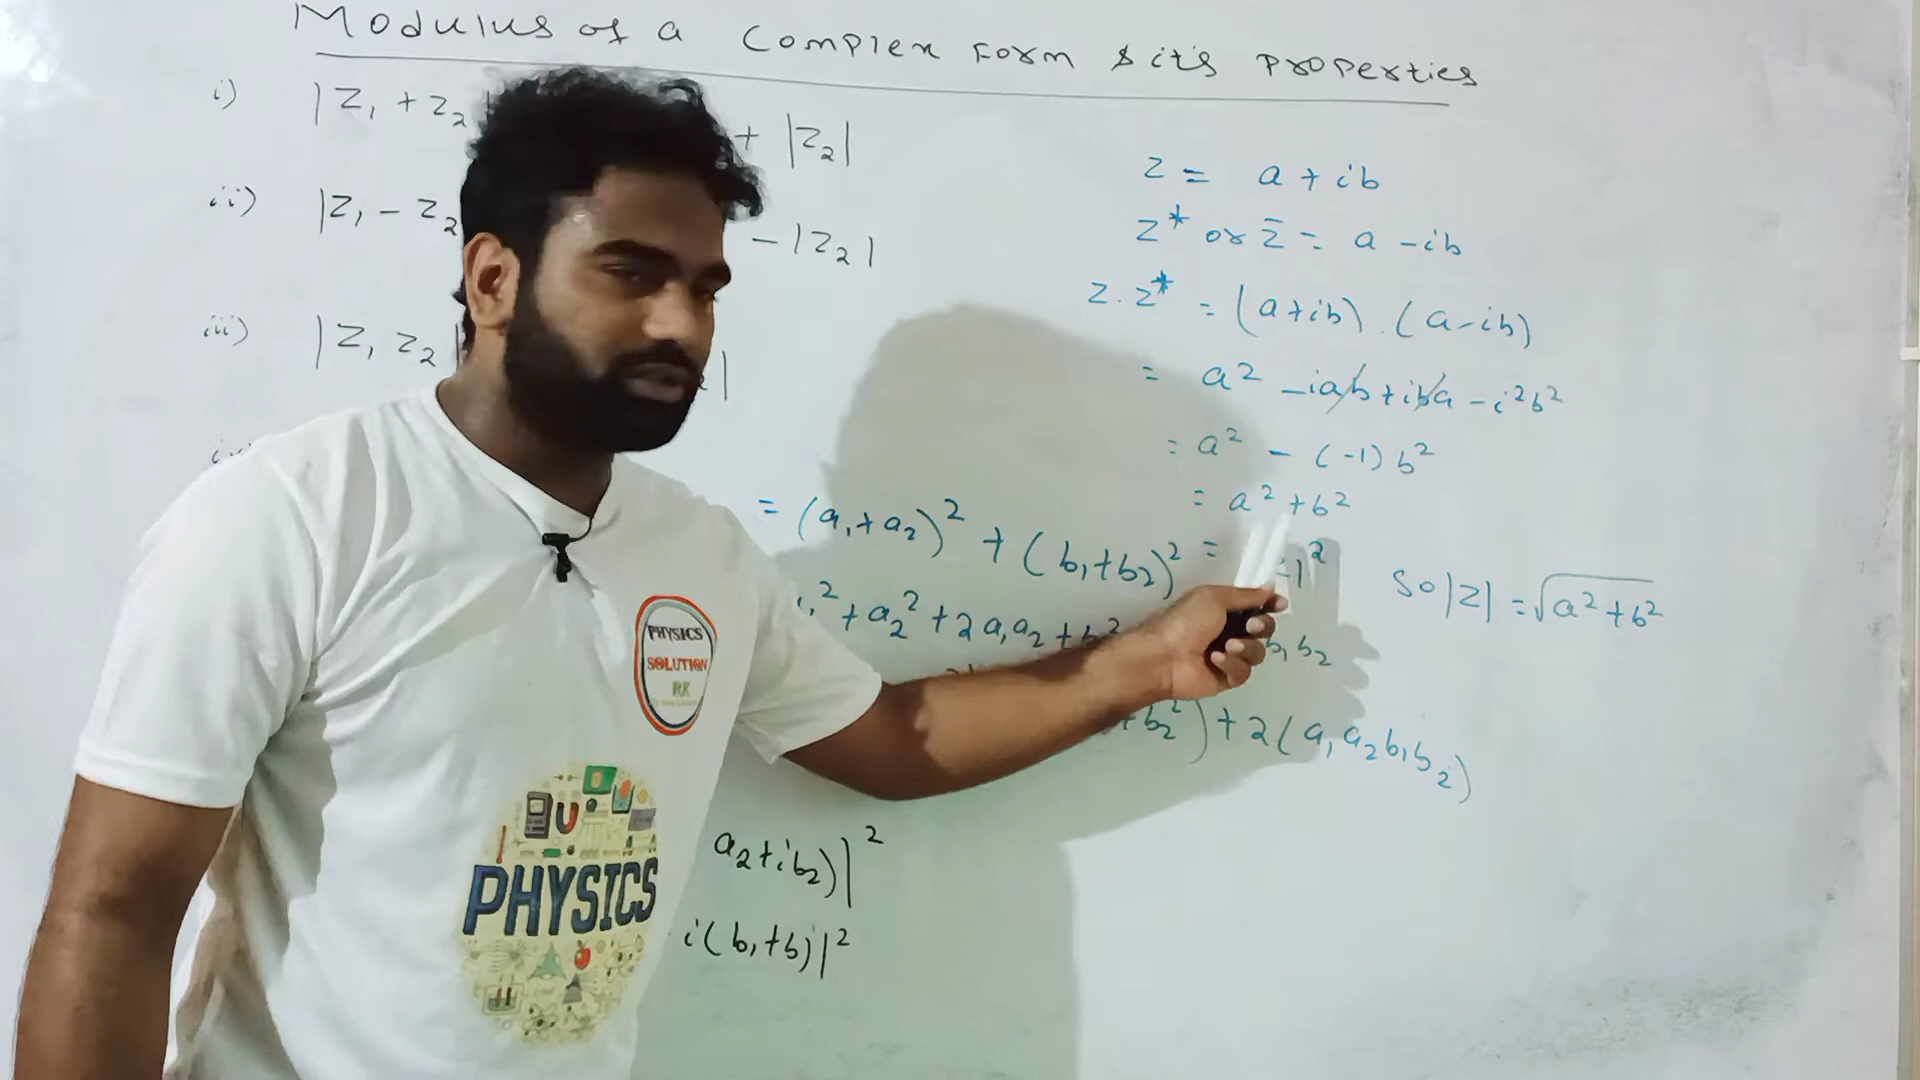 Modulus of a Complex Form & its Properties
i) |Z₁ + Z₂ + |Z₂|
ii) |Z₁ - Z₂ - |Z₂|
iii) |Z₁ Z₂| |
Z = a + ib
Z* or Z̄ = a - ib
Z.Z* = (a+ib).(a-ib)
= a² - iab + iba - i²b²
= a² - (-1)b²
= a² + b²
= |²
So |Z| = √a² + b²
= (a₁+a₂)² + (b₁+b₂)²
² + a₂² + 2a₁a₂ + b² b₁b₂
+b₂²) + 2(a₁a₂b₁b₂)
a₂+ib₂)|²
i(b₁+b)|²
PHYSICS
SOLUTION
RK
PHYSICS